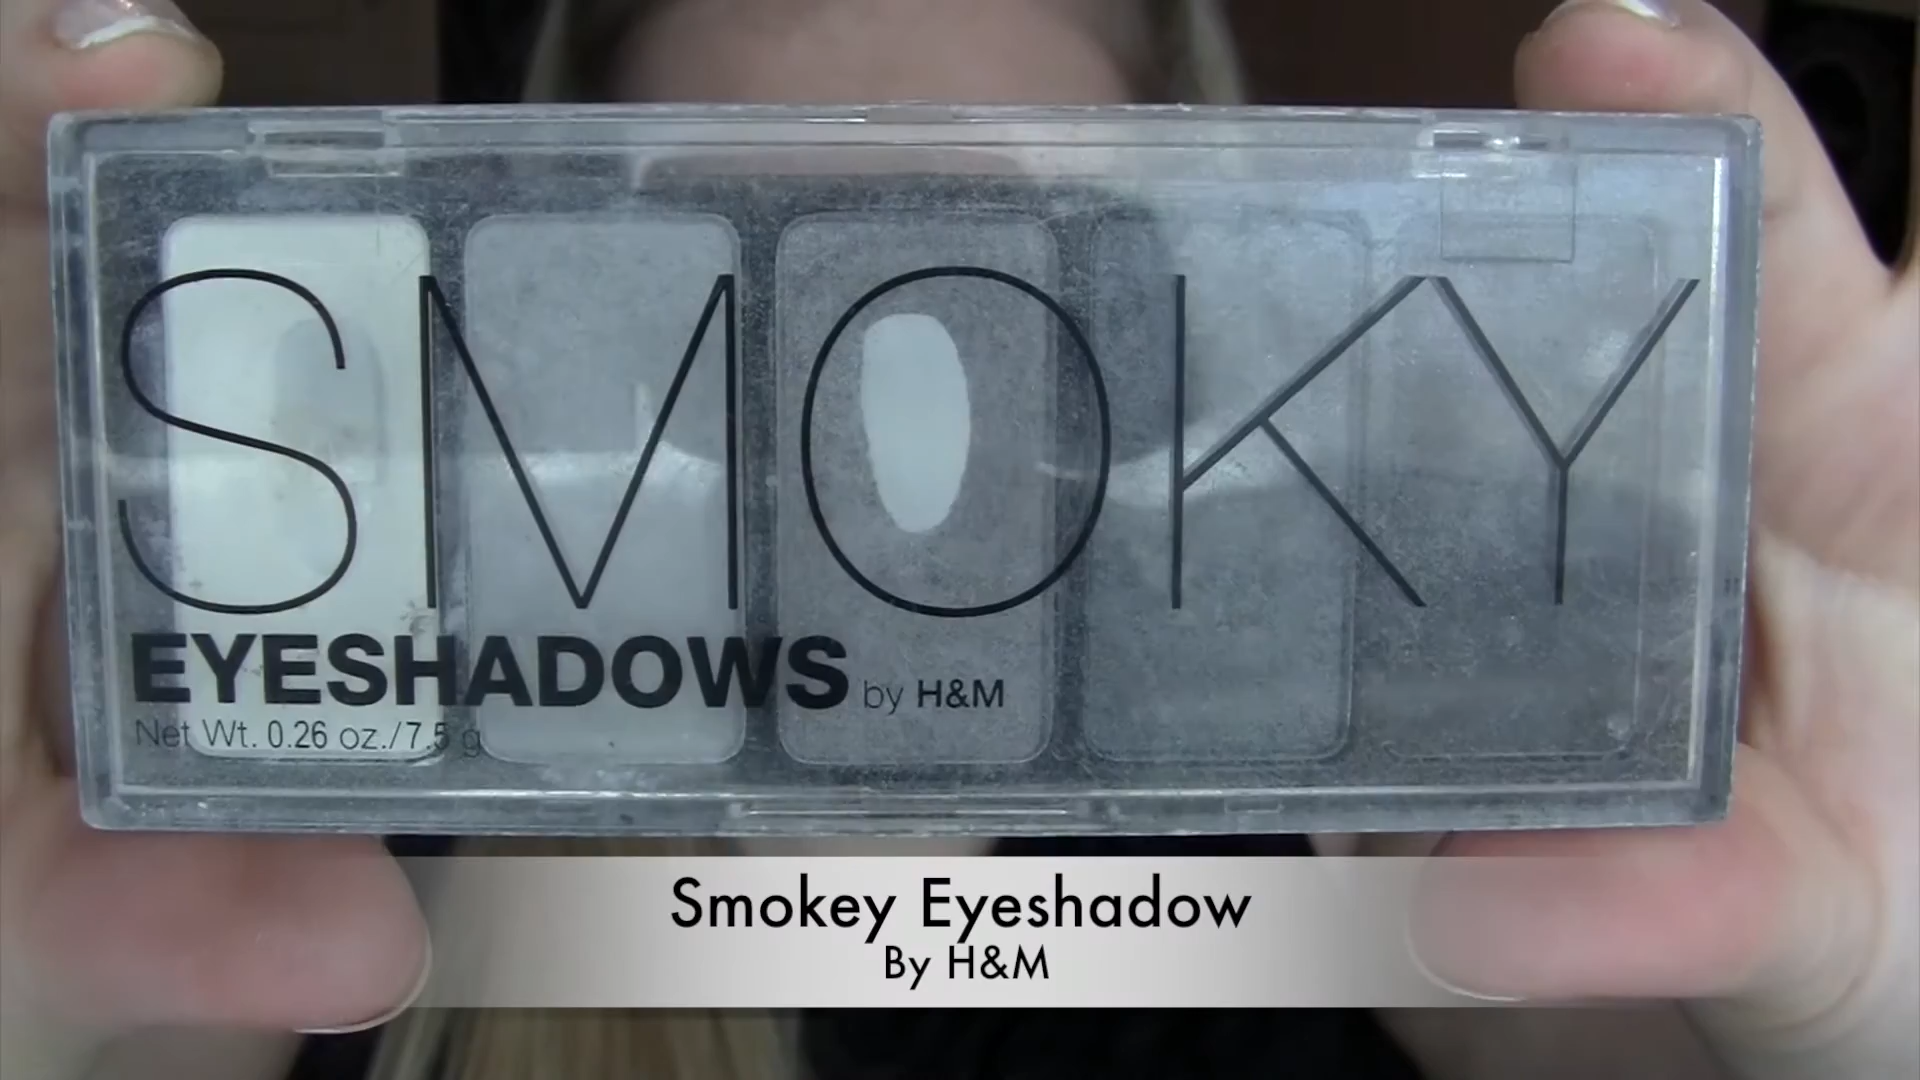 SMOKY
EYESHADOWS by H&M
Net Wt. 0.26 oz./7.5 g
Smokey Eyeshadow
By H&M